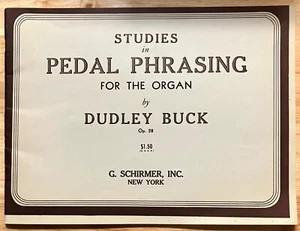 STUDIES
in
PEDAL PHRASING
FOR THE ORGAN
by
DUDLEY BUCK
Op. 28
$1.50
G. SCHIRMER, INC.
NEW YORK